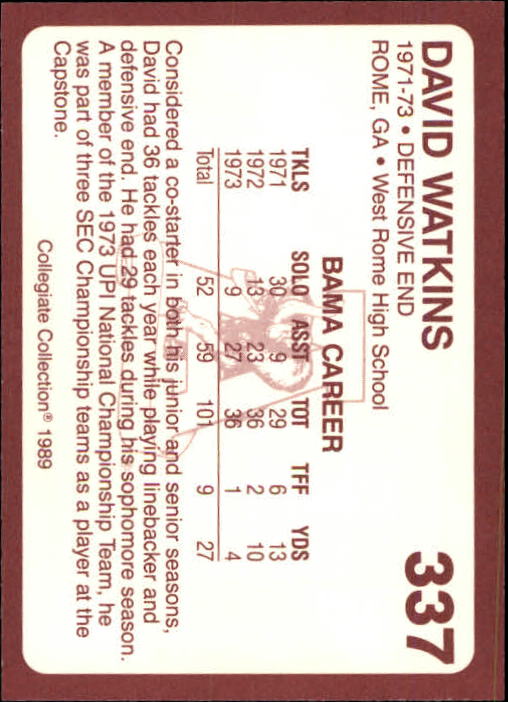 DAVID WATKINS 337
1971-73 • DEFENSIVE END
ROME, GA • West Rome High School
BAMA CAREER
TKLS SOLO ASST TOT TFF YDS
1971 30 9 29 6 13
1972 13 23 36 2 10
1973 9 27 36 1 4
Total 52 59 101 9 27
Considered a co-starter in both his junior and senior seasons,
David had 36 tackles each year while playing linebacker and
defensive end. He had 29 tackles during his sophomore season.
A member of the 1973 UPI National Championship Team, he
was part of three SEC Championship teams as a player at the
Capstone.
Collegiate Collection® 1989